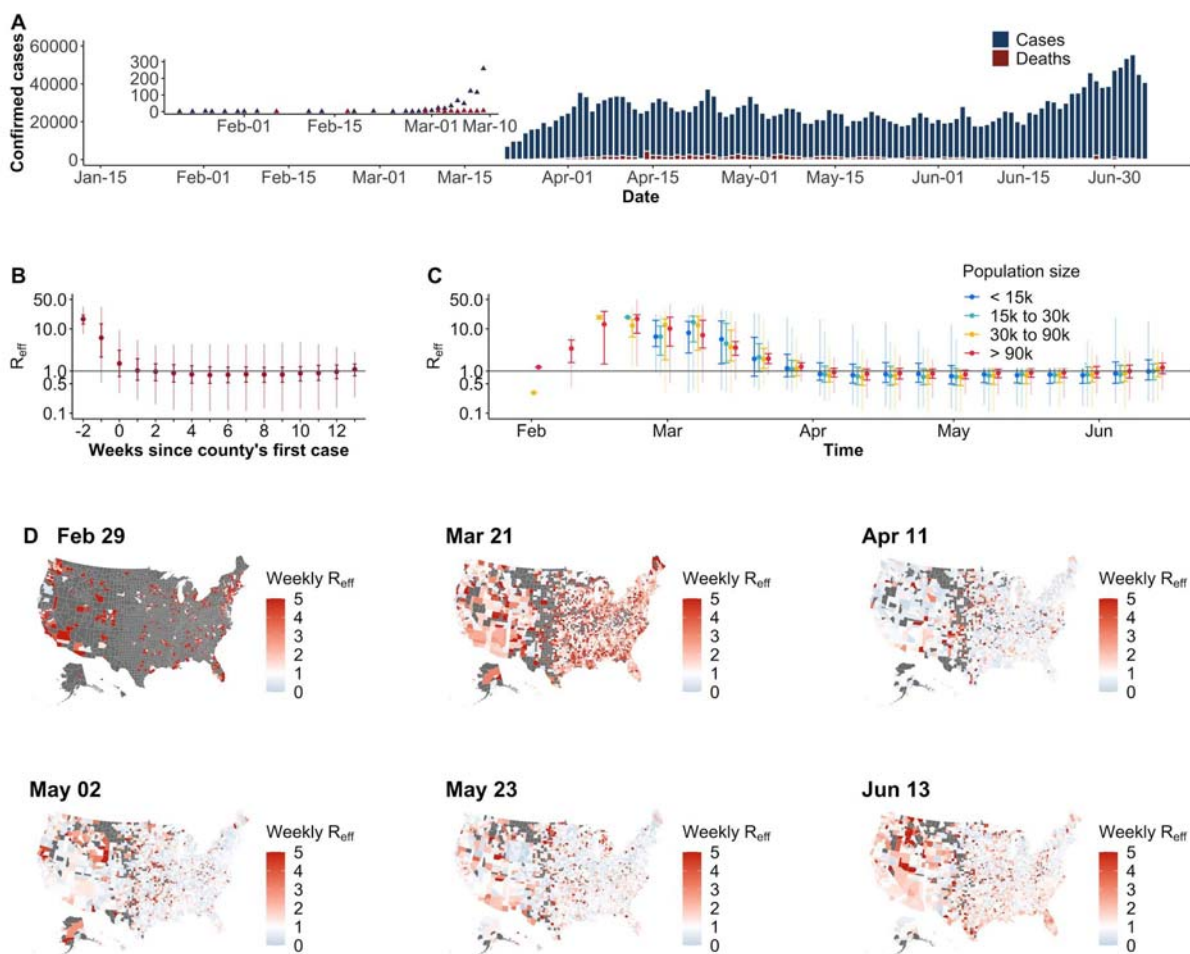 A
Confirmed cases
60000
40000
20000
0
300
200
100
0
Feb-01 Feb-15 Mar-01 Mar-10
Cases
Deaths
Jan-15 Feb-01 Feb-15 Mar-01 Mar-15 Apr-01 Apr-15 May-01 May-15 Jun-01 Jun-15 Jun-30
Date
B
Reff
50.0
10.0
1.0
0.5
0.1
-2 0 2 4 6 8 10 12
Weeks since county's first case
C
Reff
50.0
10.0
1.0
0.5
0.1
Population size
< 15k
15k to 30k
30k to 90k
> 90k
Feb Mar Apr May Jun
Time
D Feb 29
Weekly Reff
5
4
3
2
1
0
Mar 21
Weekly Reff
5
4
3
2
1
0
Apr 11
Weekly Reff
5
4
3
2
1
0
May 02
Weekly Reff
5
4
3
2
1
0
May 23
Weekly Reff
5
4
3
2
1
0
Jun 13
Weekly Reff
5
4
3
2
1
0